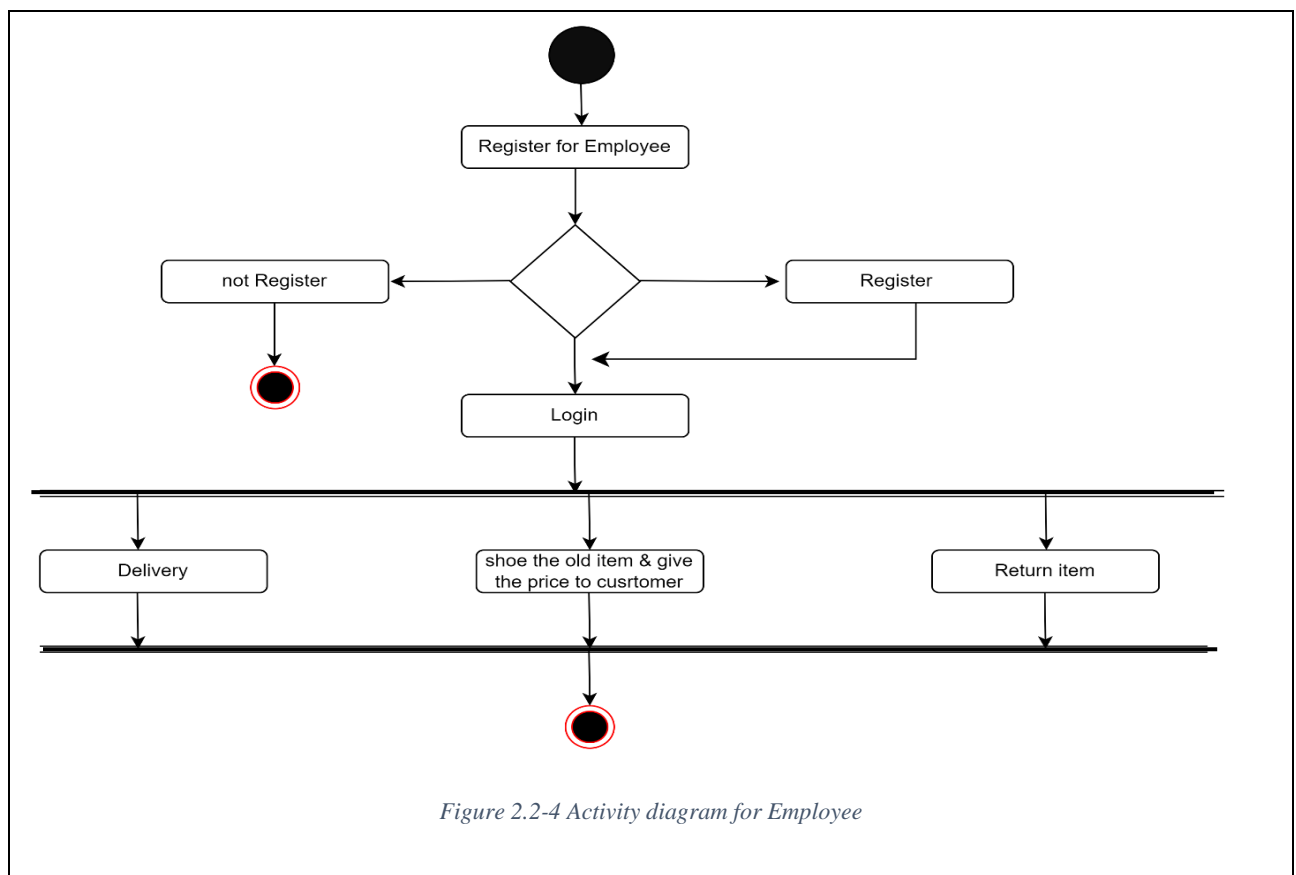 Register for Employee
not Register
Register
Login
Delivery
shoe the old item & give
the price to cusrtomer
Return item
Figure 2.2-4 Activity diagram for Employee